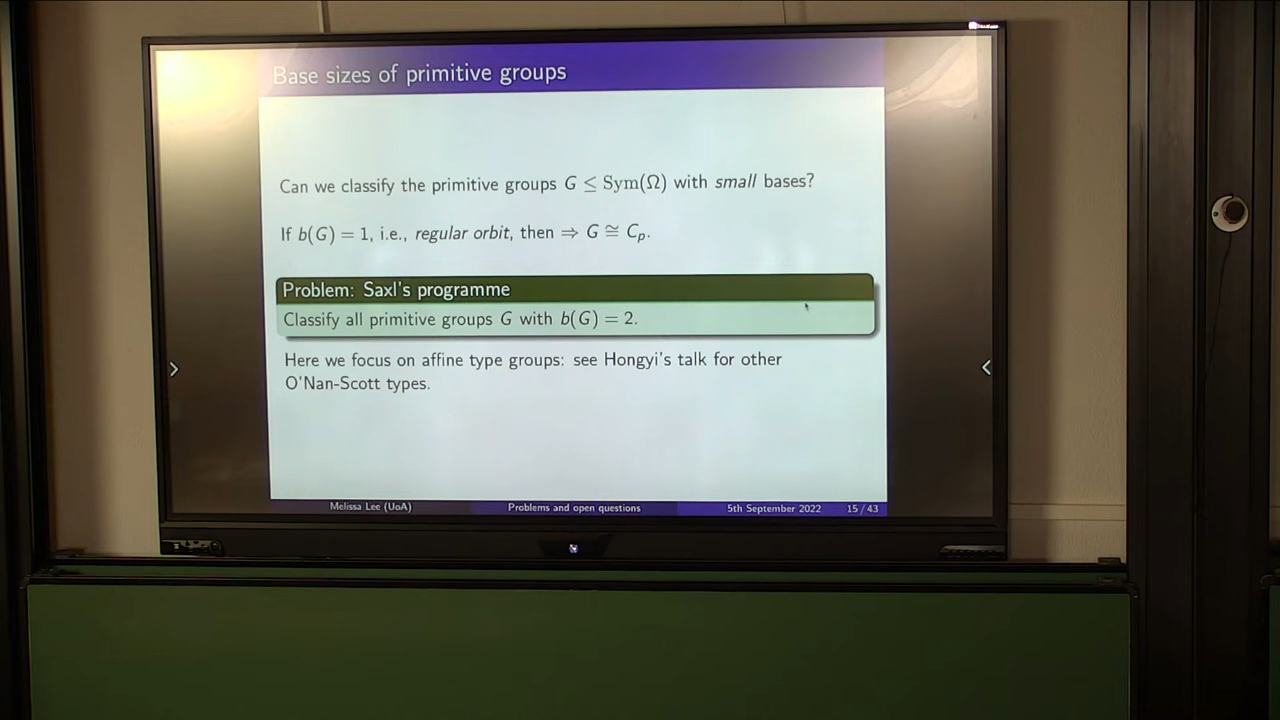 Base sizes of primitive groups
Can we classify the primitive groups G ≤ Sym(Ω) with small bases?
If b(G) = 1, i.e., regular orbit, then ⇒ G ≅ Cₚ.
Problem: Saxl's programme
Classify all primitive groups G with b(G) = 2.
Here we focus on affine type groups: see Hongyi's talk for other
O'Nan-Scott types.
Melissa Lee (UoA) Problems and open questions 5th September 2022 15 / 43